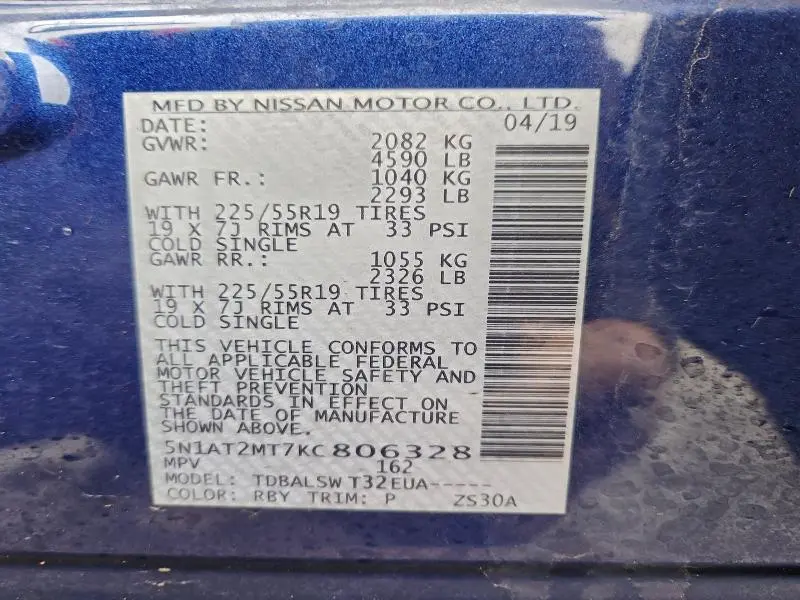 MFD BY NISSAN MOTOR CO., LTD.
DATE: 04/19
GVWR: 2082 KG
4590 LB
GAWR FR.: 1040 KG
2293 LB
WITH 225/55R19 TIRES
19 X 7J RIMS AT 33 PSI
COLD SINGLE
GAWR RR.: 1055 KG
2326 LB
WITH 225/55R19 TIRES
19 X 7J RIMS AT 33 PSI
COLD SINGLE
THIS VEHICLE CONFORMS TO
ALL APPLICABLE FEDERAL
MOTOR VEHICLE SAFETY AND
THEFT PREVENTION
STANDARDS IN EFFECT ON
THE DATE OF MANUFACTURE
SHOWN ABOVE.
5N1AT2MT7KC806328
MPV 162
MODEL: TDBALSW T32EUA-----
COLOR: RBY TRIM: P ZS30A